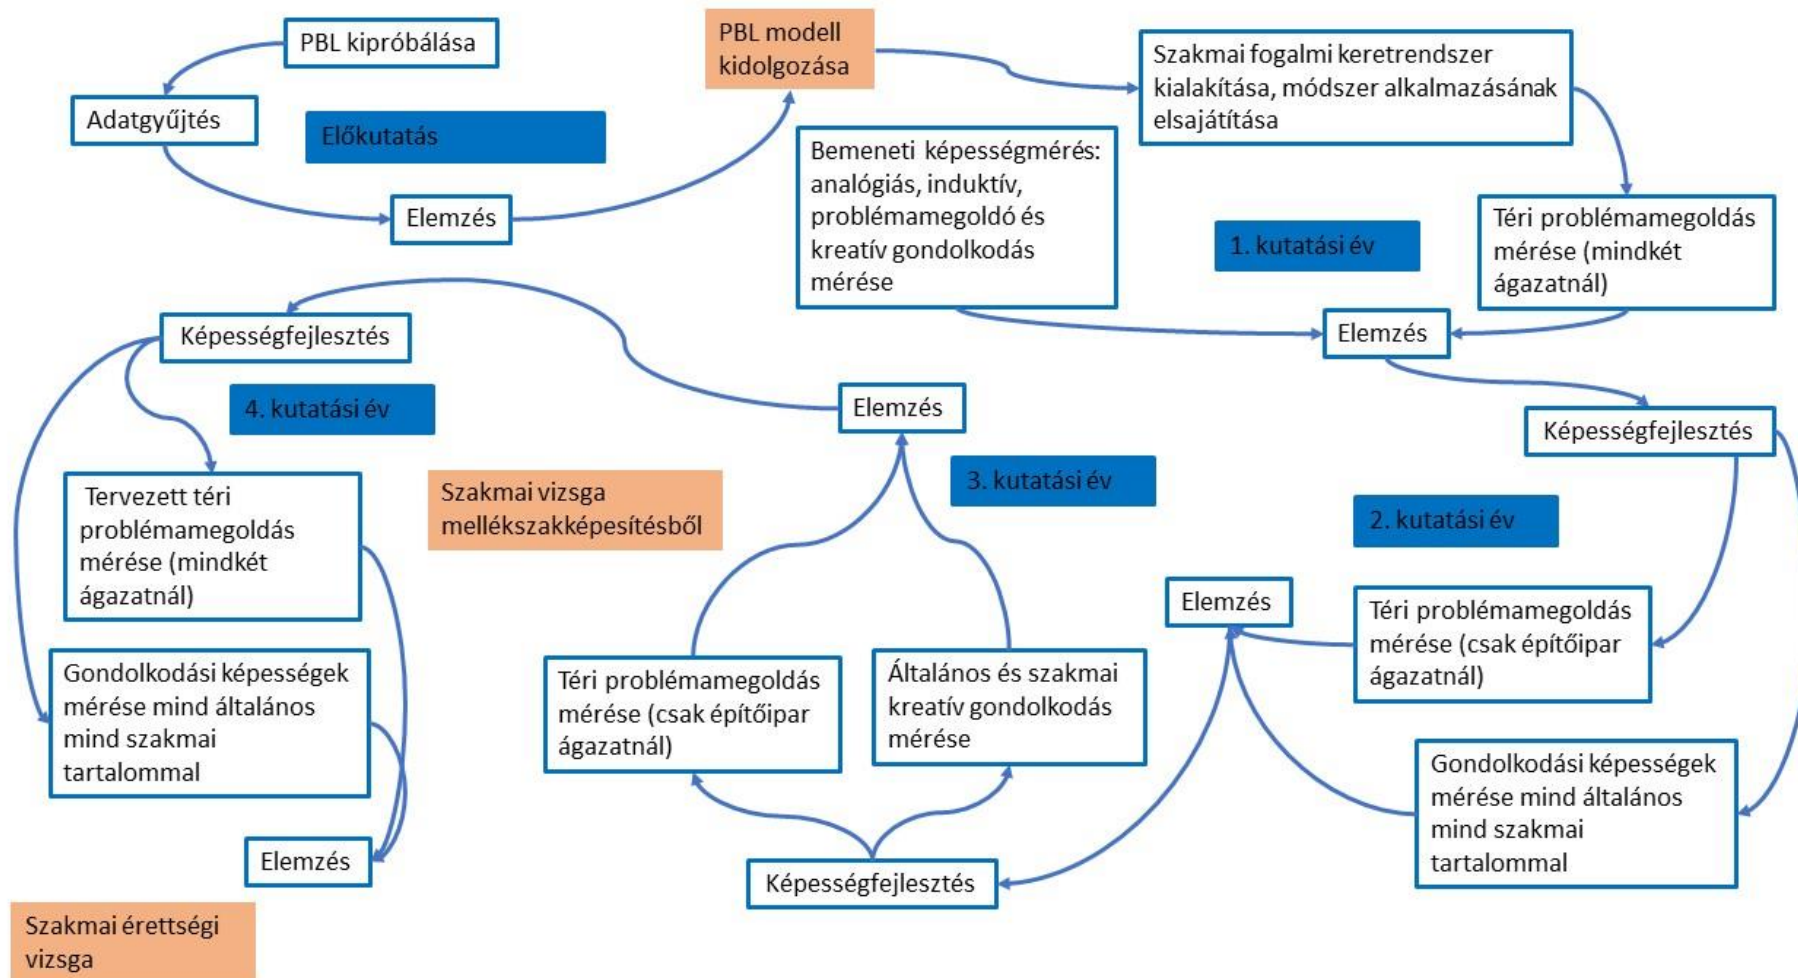 PBL kipróbálása
Adatgyűjtés
Előkutatás
Elemzés
PBL modell
kidolgozása
Szakmai fogalmi keretrendszer
kialakítása, módszer alkalmazásának
elsajátítása
Bemeneti képességmérés:
analógiás, induktív,
problémamegoldó és
kreatív gondolkodás
mérése
1. kutatási év
Téri problémamegoldás
mérése (mindkét
ágazatnál)
Elemzés
Képességfejlesztés
2. kutatási év
Téri problémamegoldás
mérése (csak építőipar
ágazatnál)
Gondolkodási képességek
mérése mind általános
mind szakmai
tartalommal
Elemzés
Képességfejlesztés
3. kutatási év
Téri problémamegoldás
mérése (csak építőipar
ágazatnál)
Általános és szakmai
kreatív gondolkodás
mérése
Elemzés
Szakmai vizsga
mellékszakképesítésből
Képességfejlesztés
4. kutatási év
Tervezett téri
problémamegoldás
mérése (mindkét
ágazatnál)
Gondolkodási képességek
mérése mind általános
mind szakmai
tartalommal
Elemzés
Szakmai érettségi
vizsga